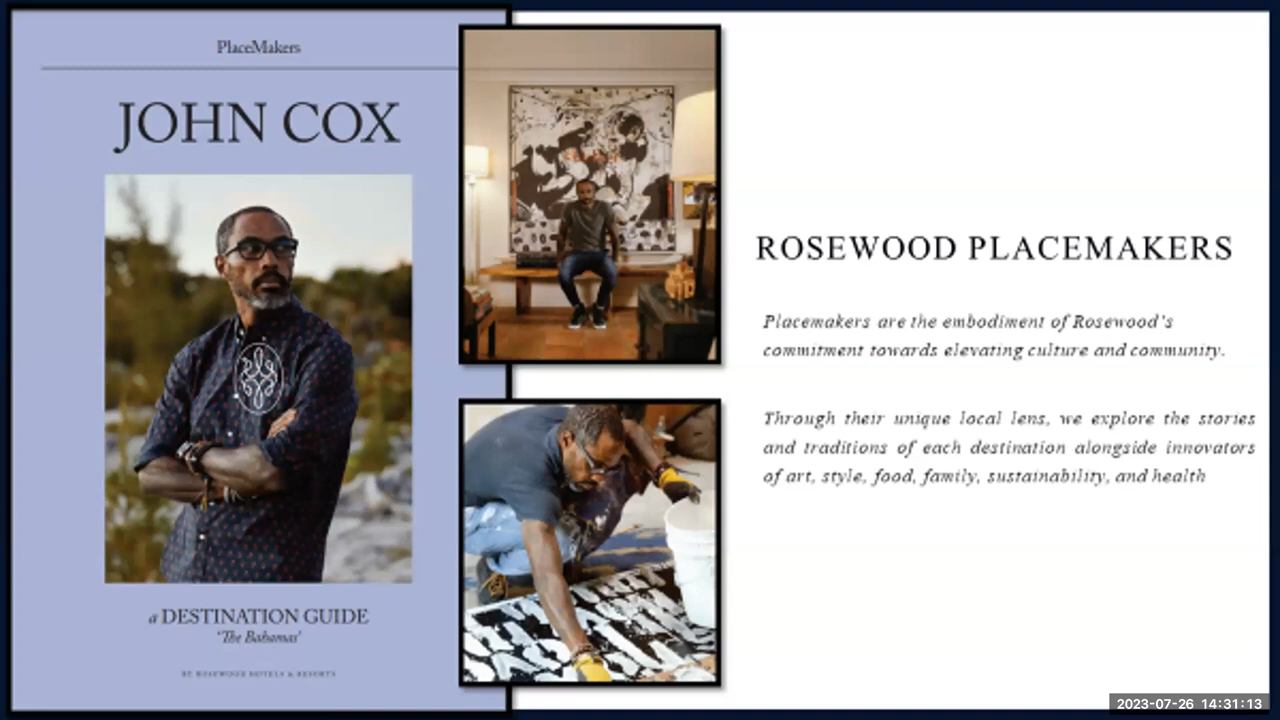 PlaceMakers
JOHN COX
a DESTINATION GUIDE
'The Bahamas'
BY ROSEWOOD HOTELS & RESORTS
ROSEWOOD PLACEMAKERS
Placemakers are the embodiment of Rosewood's
commitment towards elevating culture and community.
Through their unique local lens, we explore the stories
and traditions of each destination alongside innovators
of art, style, food, family, sustainability, and health
2023-07-26 14:31:13